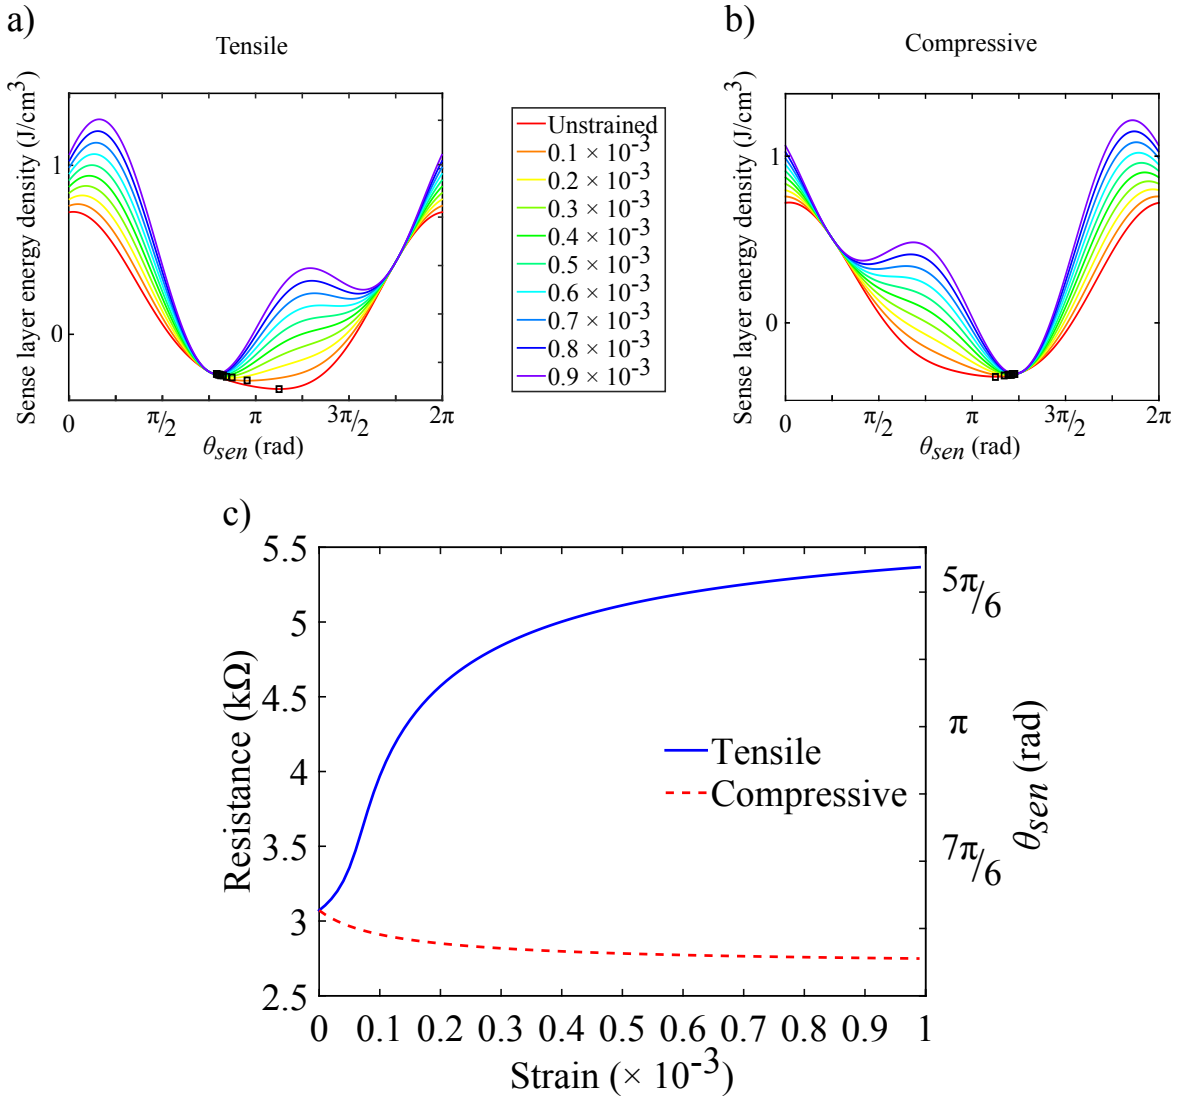 a)
Tensile
Sense layer energy density (J/cm³)
1
0
0
π/2
π
3π/2
2π
θsen (rad)
Unstrained
0.1 × 10⁻³
0.2 × 10⁻³
0.3 × 10⁻³
0.4 × 10⁻³
0.5 × 10⁻³
0.6 × 10⁻³
0.7 × 10⁻³
0.8 × 10⁻³
0.9 × 10⁻³
b)
Compressive
Sense layer energy density (J/cm³)
1
0
0
π/2
π
3π/2
2π
θsen (rad)
c)
Resistance (kΩ)
5.5
5
4.5
4
3.5
3
2.5
0
0.1
0.2
0.3
0.4
0.5
0.6
0.7
0.8
0.9
1
Strain (× 10⁻³)
Tensile
Compressive
5π/6
π
7π/6
θsen (rad)